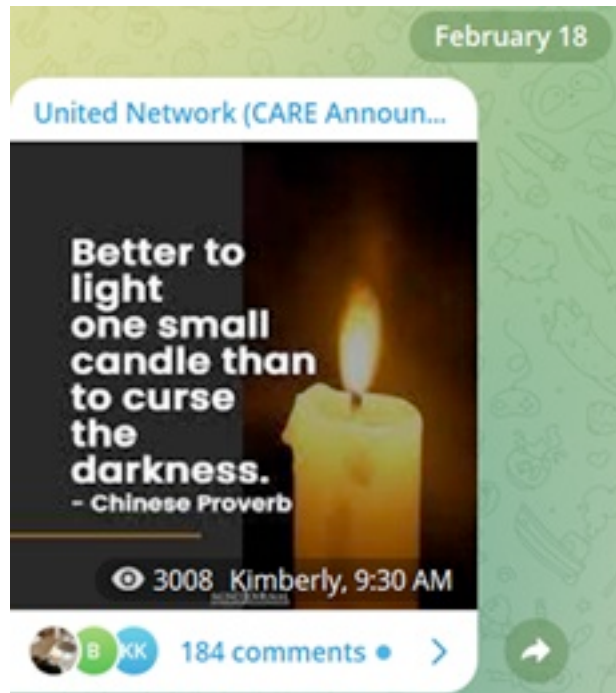 February 18
United Network (CARE Announ...
Better to
light
one small
candle than
to curse
the
darkness.
- Chinese Proverb
3008 Kimberly, 9:30 AM
B KK 184 comments